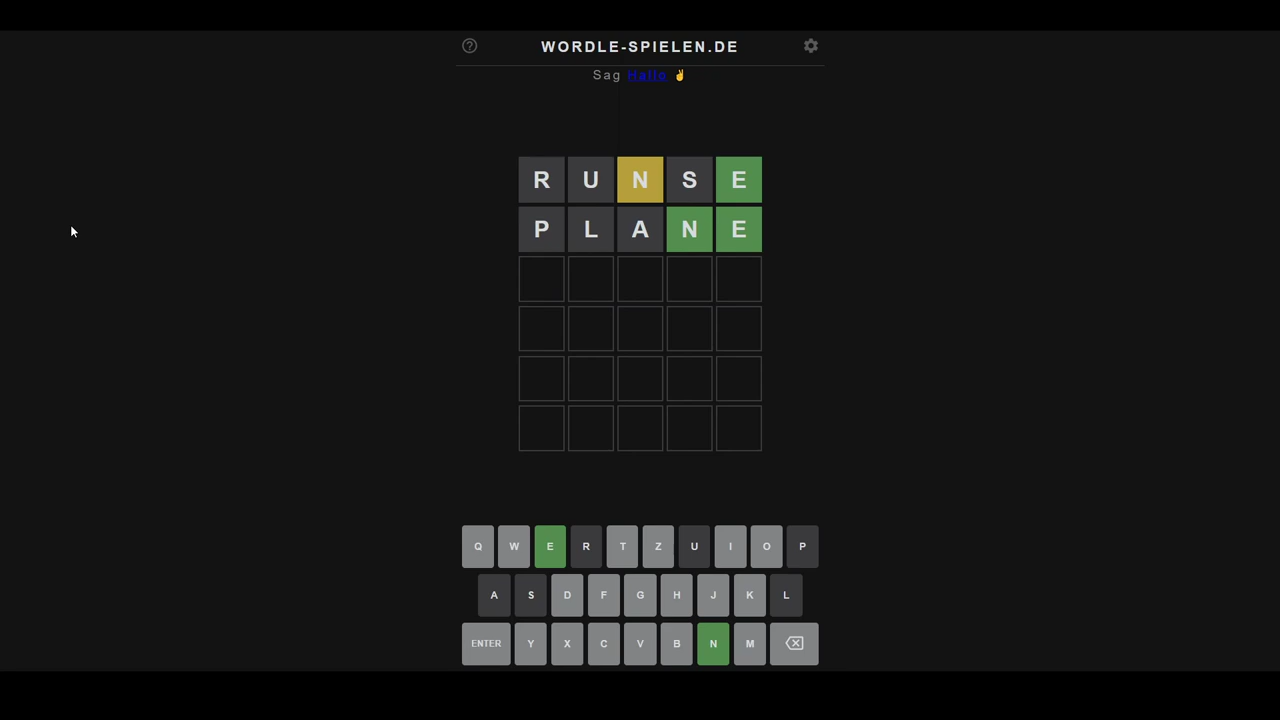 WORDLE-SPIELEN.DE
Sag Hallo ✌
R U N S E
P L A N E
Q W E R T Z U I O P
A S D F G H J K L
ENTER Y X C V B N M